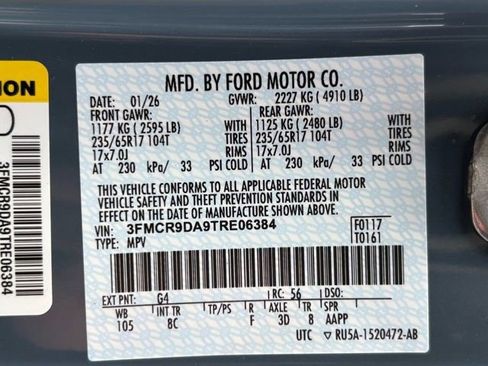 MFD. BY FORD MOTOR CO.
DATE: 01/26 GVWR: 2227 KG ( 4910 LB)
FRONT GAWR: REAR GAWR:
1177 KG ( 2595 LB) 1125 KG ( 2480 LB)
235/65R17 104T TIRES 235/65R17 104T TIRES
17x7.0J RIMS 17x7.0J RIMS
AT 230 kPa/ 33 PSI COLD AT 230 kPa/ 33 PSI COLD
THIS VEHICLE CONFORMS TO ALL APPLICABLE FEDERAL MOTOR
VEHICLE SAFETY AND THEFT PREVENTION STANDARDS IN
EFFECT ON THE DATE OF MANUFACTURE SHOWN ABOVE.
VIN: 3FMCR9DA9TRE06384 F0117
TYPE: MPV T0161
EXT PNT: G4 RC: 56 DSO:
WB INT TR TP/PS R AXLE TR SPR
105 8C F 3D 8 AAPP
UTC ▽RU5A-1520472-AB
ION
3FMCR9DA9TRE06384